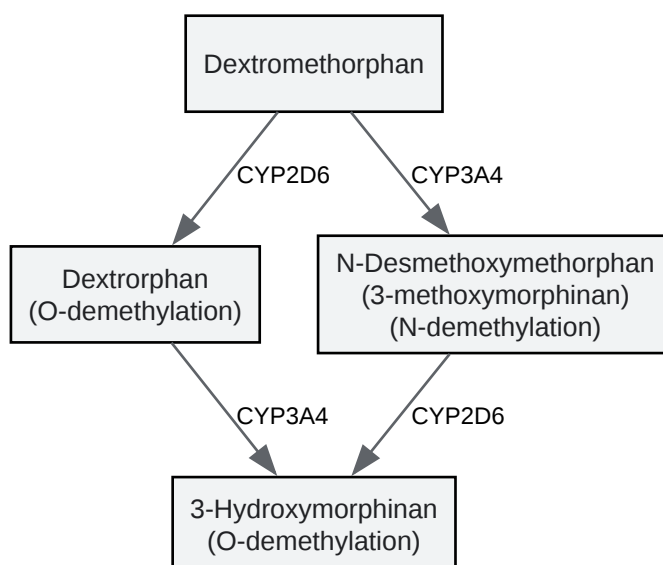 Dextromethorphan
CYP2D6
CYP3A4
Dextrorphan
(O-demethylation)
N-Desmethoxymethorphan
(3-methoxymorphinan)
(N-demethylation)
CYP3A4
CYP2D6
3-Hydroxymorphinan
(O-demethylation)